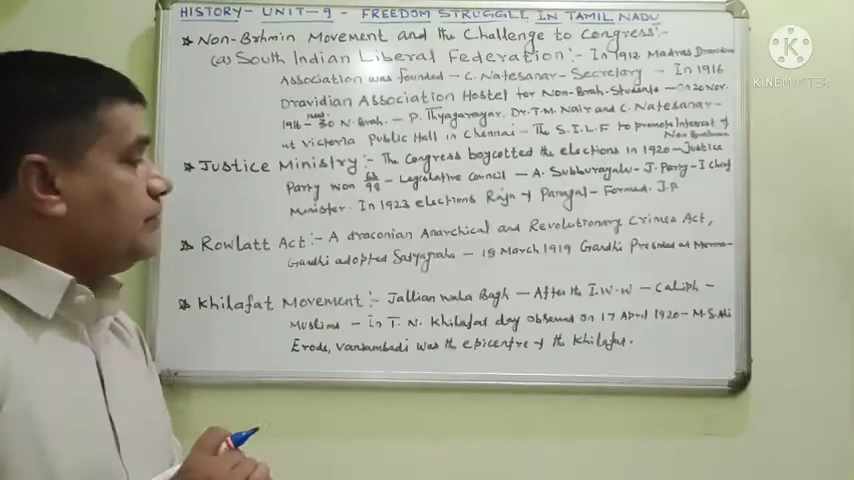 HISTORY - UNIT - 9 - FREEDOM STRUGGLE IN TAMIL NADU
* Non-Brhmin Movement and the Challenge to Congress:-
(a) South Indian Liberal Federation:- In 1912 Madras Dravidian
Association was founded - C. Natesanar - Secretary - In 1916
Dravidian Association Hostel for Non-Brah. Students - On 20 Nov.
1916 - 30 N. Brah. - P. Thyagarayar, Dr. T.M. Nair and C. Natesanar -
at Victoria Public Hall in Chennai - The S.I.L.F to promote Interest of
Non Brahman
* Justice Ministry:- The Congress boycotted the elections in 1920 - Justice
Party won 63/98 - Legislative Council - A. Subburayalu - J. Party - I Chief
Minister. In 1923 elections Raja of Panagal - Formed J.P
* Rowlatt Act:- A draconian Anarchical and Revolutionary Crimes Act,
Gandhi adopted Satyagraha - 18 March 1919 Gandhi
* Khilafat Movement:- Jallian wala Bagh - After the I.W.W - Caliph -
Muslims - In T.N. Khilafat day observed on 17 April 1920 - M.S. Ali
Erode, Vaniambadi was the epicentre of the Khilafat.
KINEMASTER